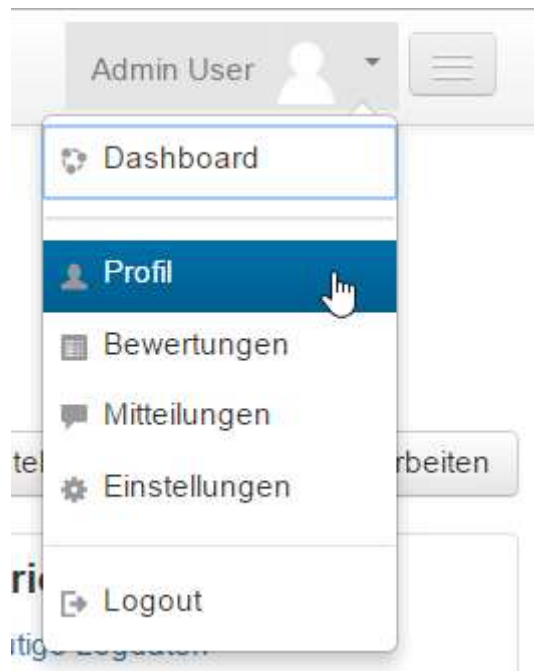 Admin User
Dashboard
Profil
Bewertungen
Mitteilungen
Einstellungen
Logout